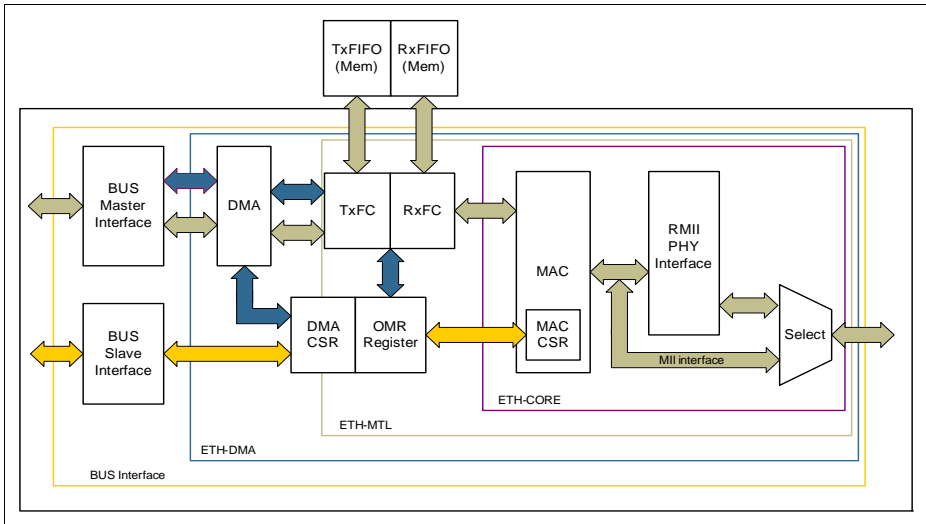 TxFIFO
(Mem)
RxFIFO
(Mem)
BUS
Master
Interface
DMA
TxFC
RxFC
MAC
RMII
PHY
Interface
BUS
Slave
Interface
DMA
CSR
OMR
Register
MAC
CSR
Select
MII interface
ETH-CORE
ETH-MTL
ETH-DMA
BUS Interface